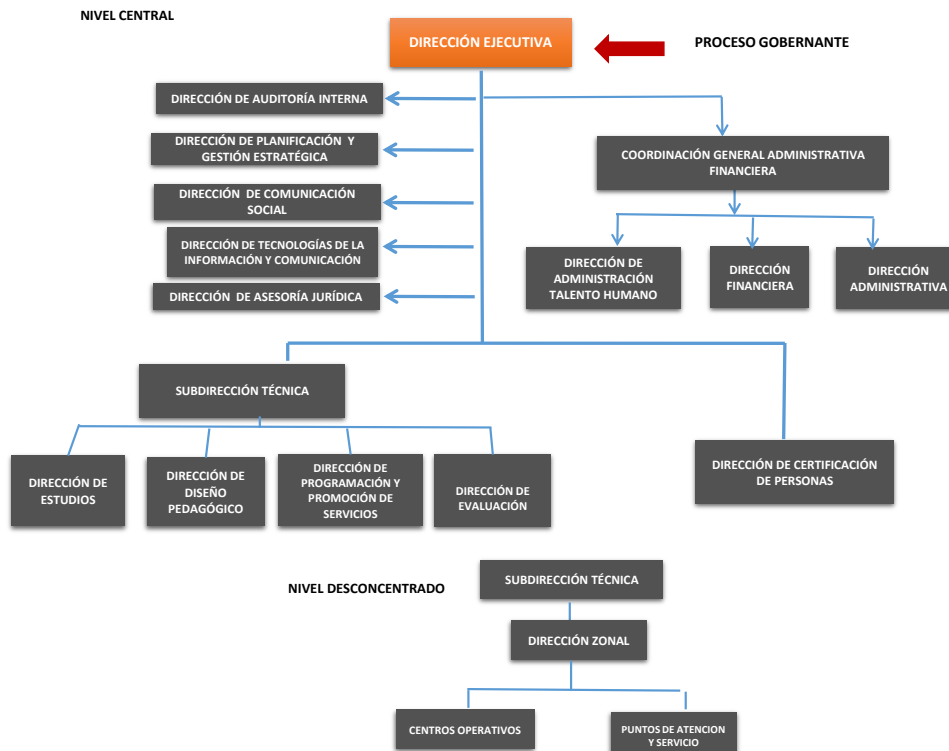 NIVEL CENTRAL
DIRECCIÓN EJECUTIVA
PROCESO GOBERNANTE
DIRECCIÓN DE AUDITORÍA INTERNA
DIRECCIÓN DE PLANIFICACIÓN Y
GESTIÓN ESTRATÉGICA
DIRECCIÓN DE COMUNICACIÓN
SOCIAL
DIRECCIÓN DE TECNOLOGÍAS DE LA
INFORMACIÓN Y COMUNICACIÓN
DIRECCIÓN DE ASESORÍA JURÍDICA
COORDINACIÓN GENERAL ADMINISTRATIVA
FINANCIERA
DIRECCIÓN DE
ADMINISTRACIÓN
TALENTO HUMANO
DIRECCIÓN
FINANCIERA
DIRECCIÓN
ADMINISTRATIVA
SUBDIRECCIÓN TÉCNICA
DIRECCIÓN DE
ESTUDIOS
DIRECCIÓN DE
DISEÑO
PEDAGÓGICO
DIRECCIÓN DE
PROGRAMACIÓN Y
PROMOCIÓN DE
SERVICIOS
DIRECCIÓN DE
EVALUACIÓN
DIRECCIÓN DE CERTIFICACIÓN
DE PERSONAS
NIVEL DESCONCENTRADO
SUBDIRECCIÓN TÉCNICA
DIRECCIÓN ZONAL
CENTROS OPERATIVOS
PUNTOS DE ATENCION
Y SERVICIO